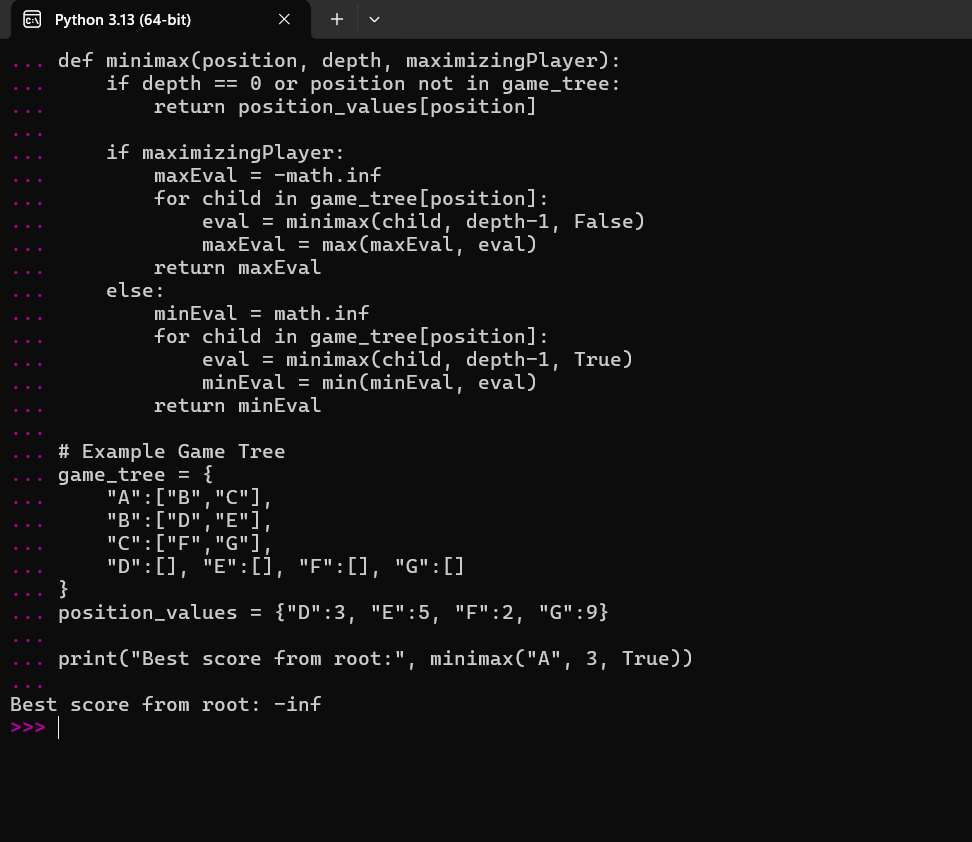 Python 3.13 (64-bit)
... def minimax(position, depth, maximizingPlayer):
...     if depth == 0 or position not in game_tree:
...         return position_values[position]
...
...     if maximizingPlayer:
...         maxEval = -math.inf
...         for child in game_tree[position]:
...             eval = minimax(child, depth-1, False)
...             maxEval = max(maxEval, eval)
...         return maxEval
...     else:
...         minEval = math.inf
...         for child in game_tree[position]:
...             eval = minimax(child, depth-1, True)
...             minEval = min(minEval, eval)
...         return minEval
...
... # Example Game Tree
... game_tree = {
...     "A":["B","C"],
...     "B":["D","E"],
...     "C":["F","G"],
...     "D":[], "E":[], "F":[], "G":[]
... }
... position_values = {"D":3, "E":5, "F":2, "G":9}
...
... print("Best score from root:", minimax("A", 3, True))
...
Best score from root: -inf
>>>